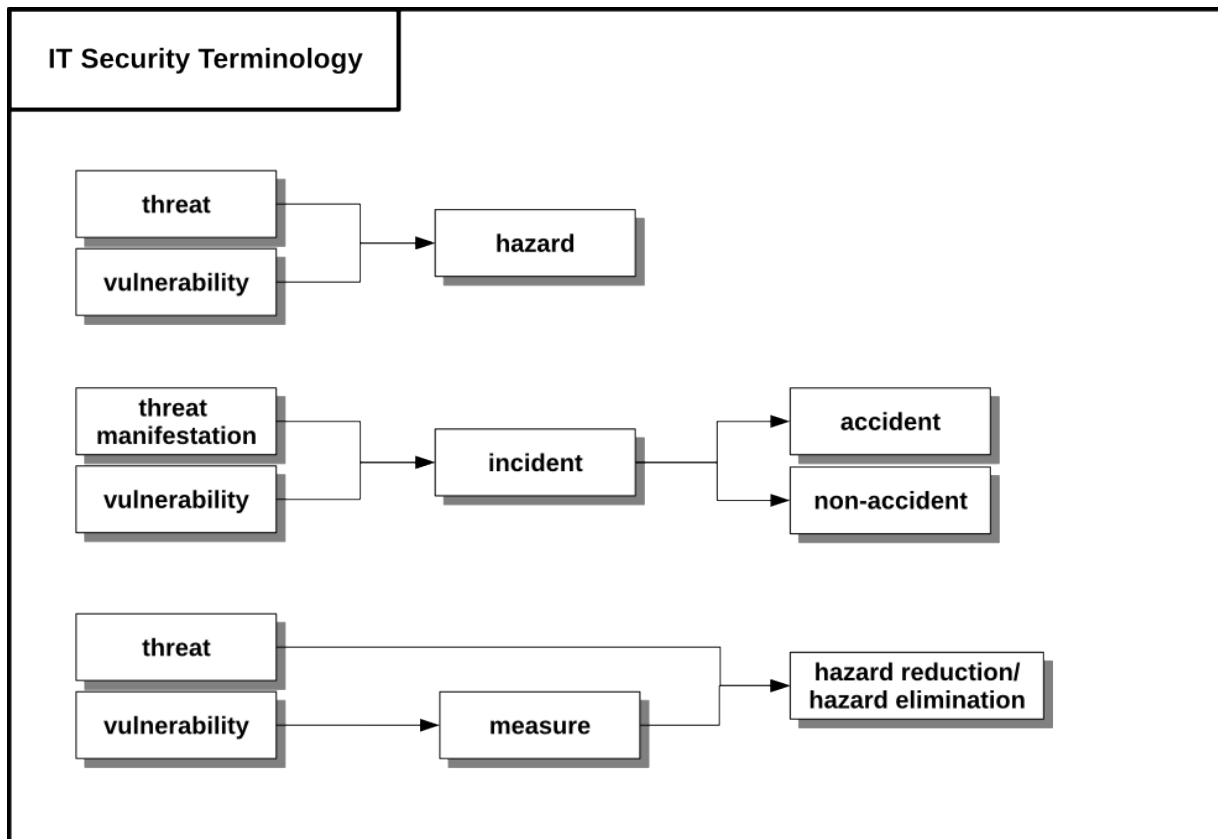 IT Security Terminology
threat
hazard
vulnerability
threat
manifestation
accident
incident
vulnerability
non-accident
threat
hazard reduction/
hazard elimination
vulnerability
measure